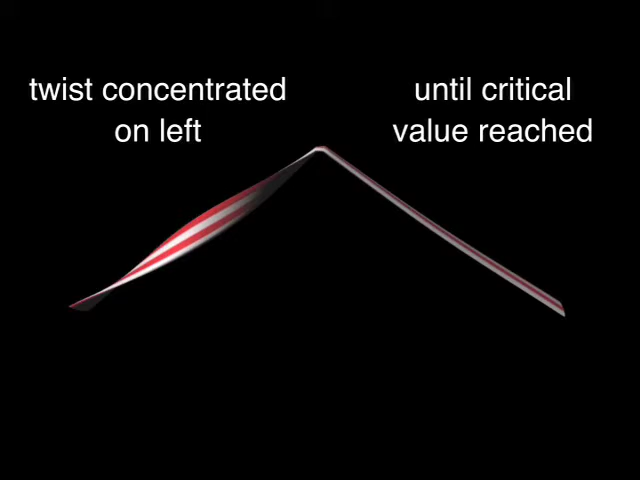 twist concentrated
on left
until critical
value reached